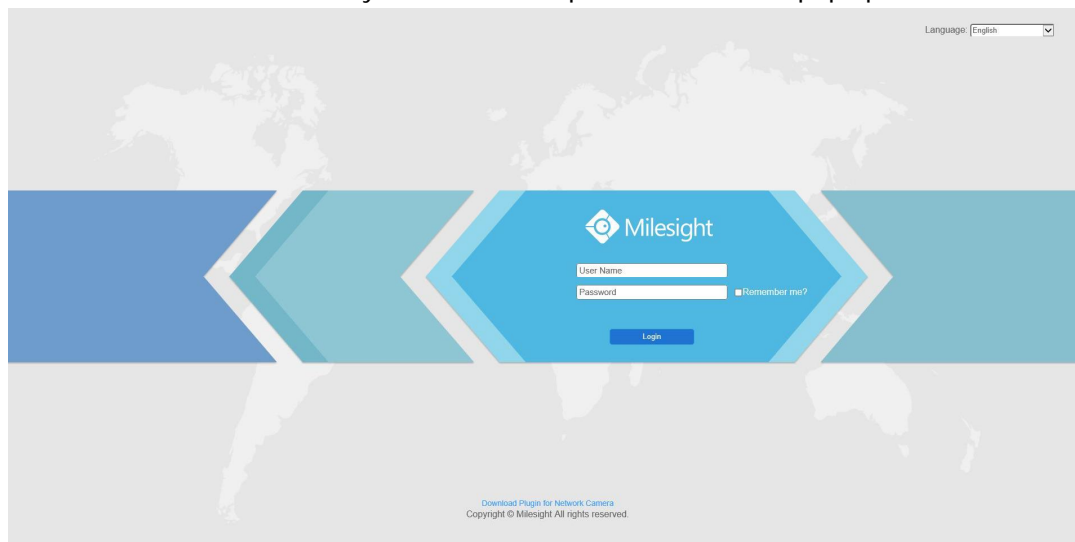 Language: English
Milesight
User Name
Password
Remember me?
Login
Download Plugin for Network Camera
Copyright © Milesight All rights reserved.